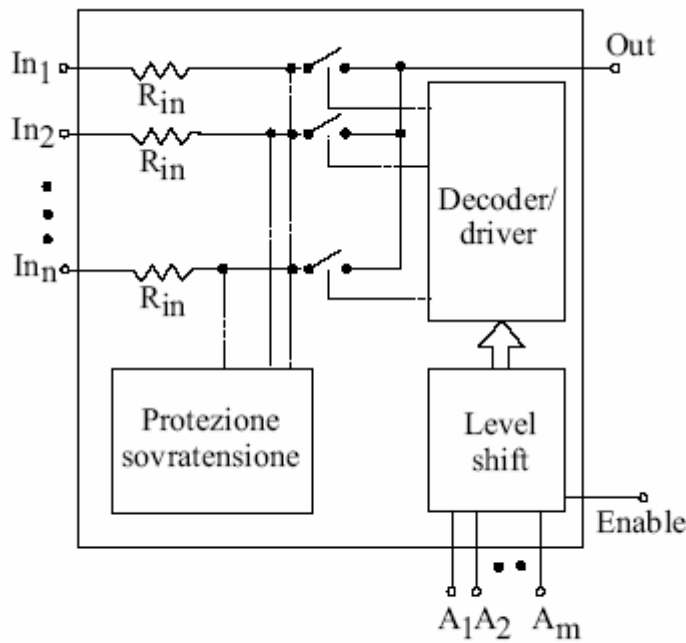 In1
Rin
Out
In2
Rin
Decoder/
driver
Inn
Rin
Protezione
sovratensione
Level
shift
Enable
A1 A2 Am